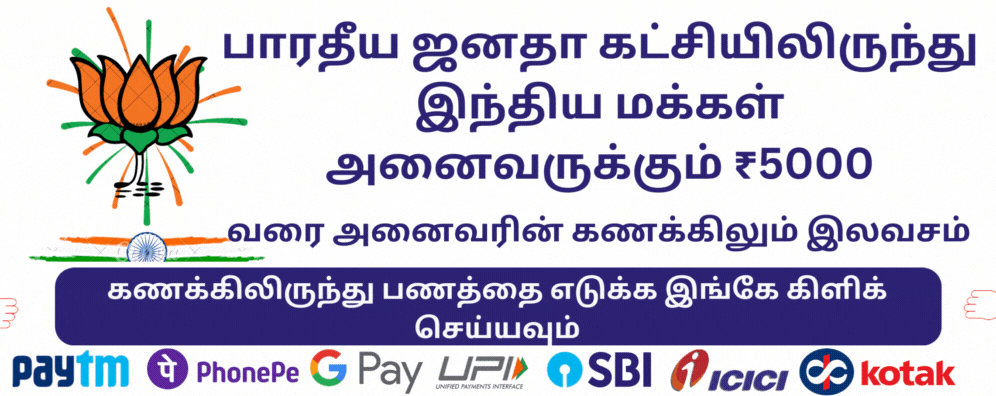 பாரதீய ஜனதா கட்சியிலிருந்து
இந்திய மக்கள்
அனைவருக்கும் ₹5000
வரை அனைவரின் கணக்கிலும் இலவசம்
கணக்கிலிருந்து பணத்தை எடுக்க இங்கே கிளிக்
செய்யவும்
paytm PhonePe G Pay UPI SBI ICICI kotak
UNIFIED PAYMENTS INTERFACE